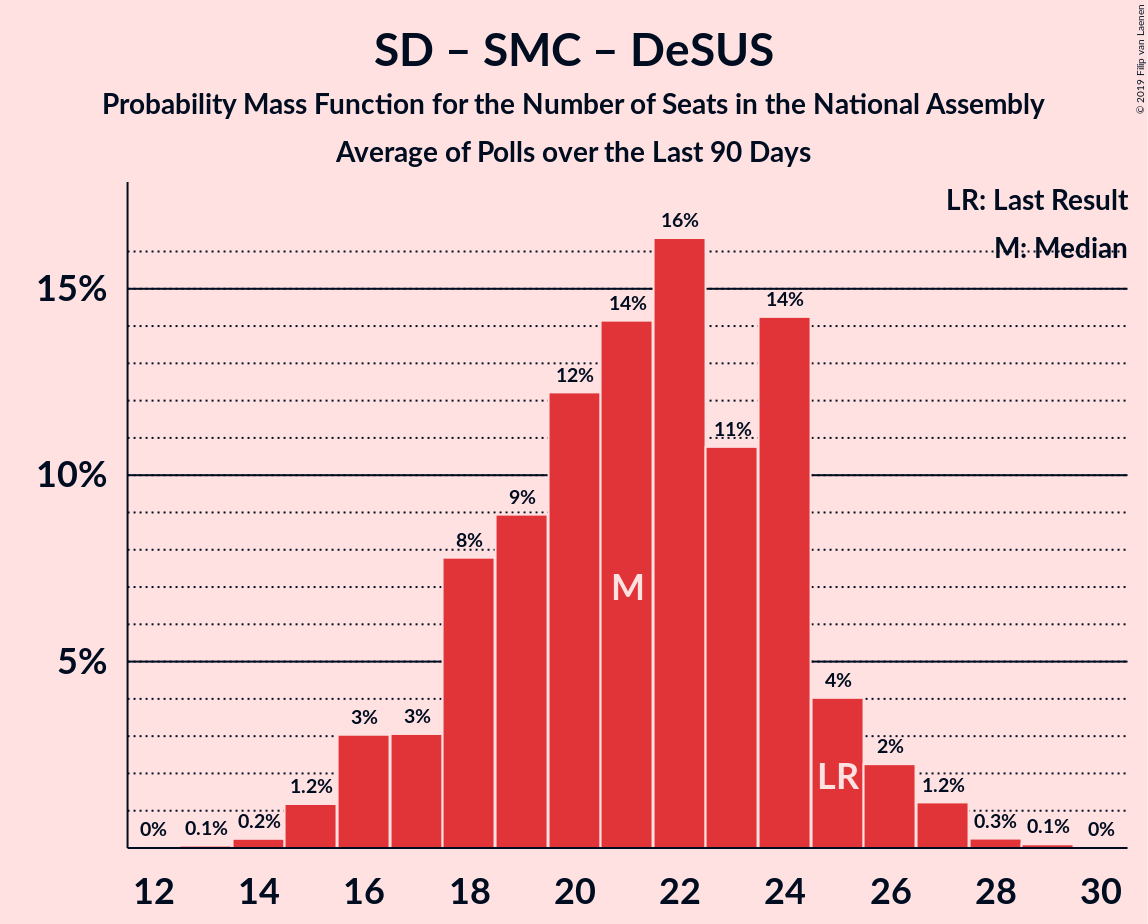 SD – SMC – DeSUS
Probability Mass Function for the Number of Seats in the National Assembly
Average of Polls over the Last 90 Days
© 2019 Filip van Laenen
LR: Last Result
M: Median
15%
10%
5%
0%
0.1%
0.2%
1.2%
3%
3%
8%
9%
12%
14%
16%
11%
14%
4%
2%
1.2%
0.3%
0.1%
0%
M
LR
12 14 16 18 20 22 24 26 28 30